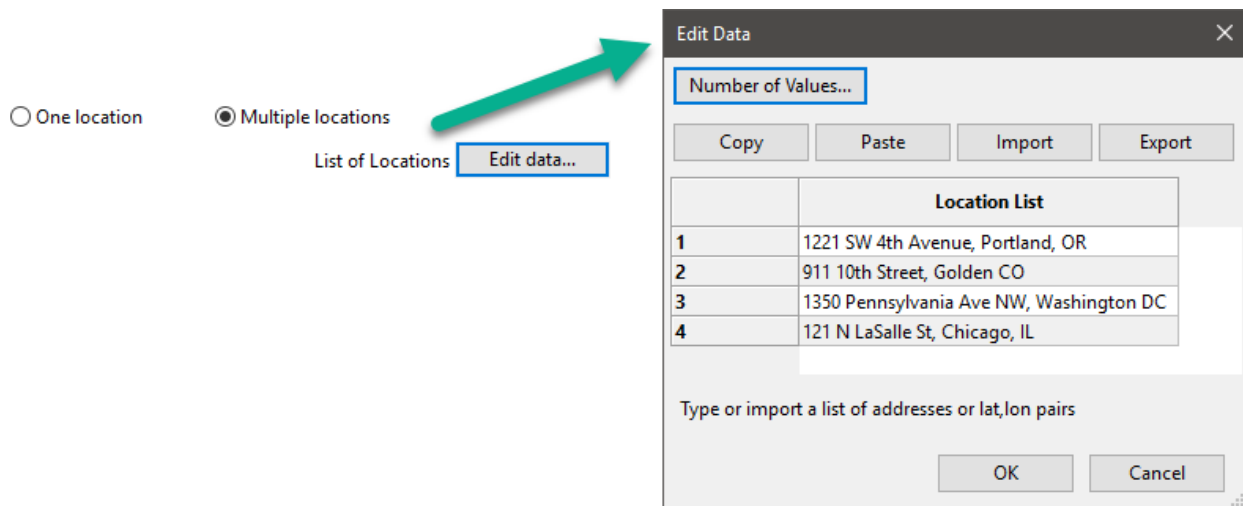 One location
Multiple locations
List of Locations
Edit data...
Edit Data
Number of Values...
Copy
Paste
Import
Export
Location List
1 1221 SW 4th Avenue, Portland, OR
2 911 10th Street, Golden CO
3 1350 Pennsylvania Ave NW, Washington DC
4 121 N LaSalle St, Chicago, IL
Type or import a list of addresses or lat,lon pairs
OK
Cancel